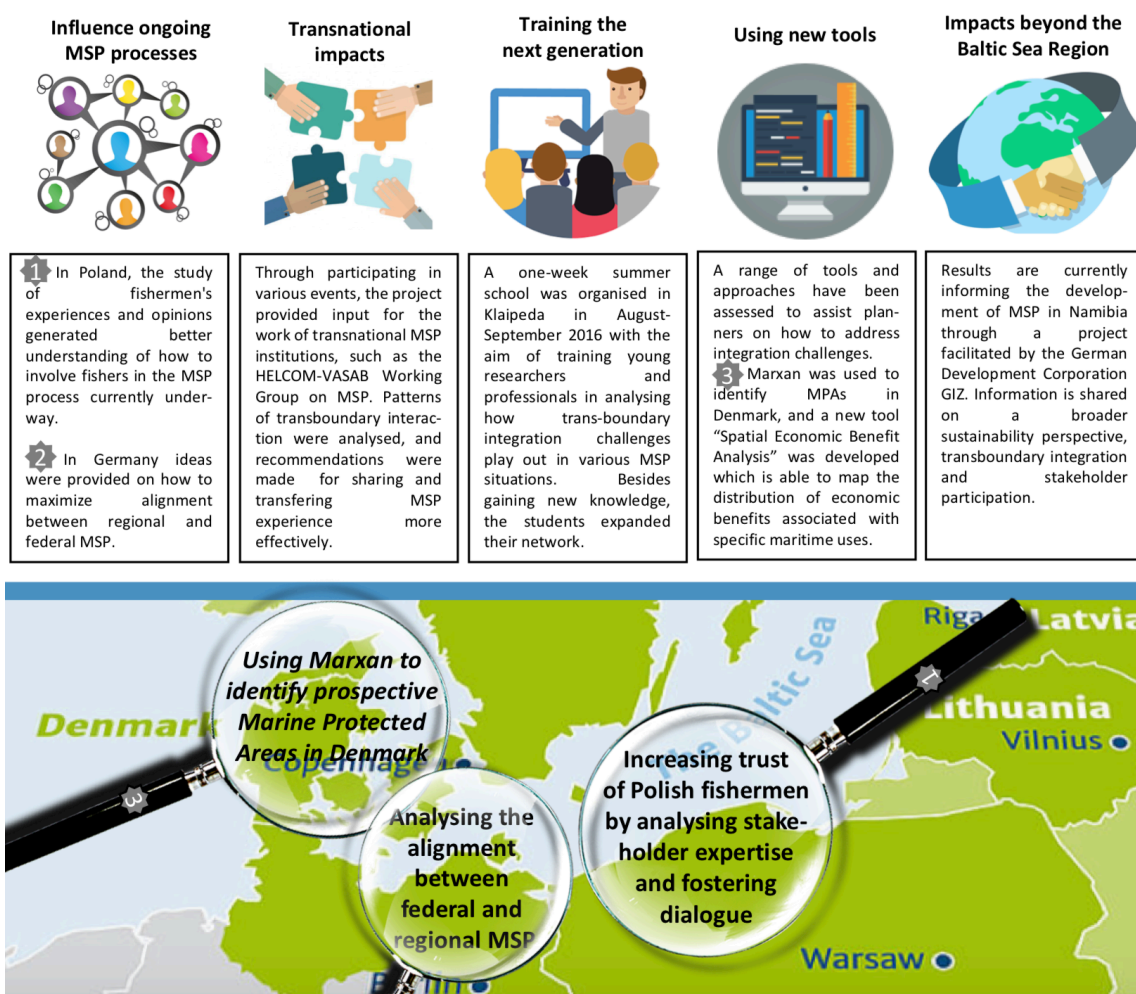 Influence ongoing
MSP processes
Transnational
impacts
Training the
next generation
Using new tools
Impacts beyond the
Baltic Sea Region
1 In Poland, the study
of fishermen's
experiences and opinions
generated better
understanding of how to
involve fishers in the MSP
process currently under-
way.
2 In Germany ideas
were provided on how to
maximize alignment
between regional and
federal MSP.
Through participating in
various events, the project
provided input for the
work of transnational MSP
institutions, such as the
HELCOM-VASAB Working
Group on MSP. Patterns
of transboundary interac-
tion were analysed, and
recommendations were
made for sharing and
transfering MSP
experience more
effectively.
A one-week summer
school was organised in
Klaipeda in August-
September 2016 with the
aim of training young
researchers and
professionals in analysing
how trans-boundary
integration challenges
play out in various MSP
situations. Besides
gaining new knowledge,
the students expanded
their network.
A range of tools and
approaches have been
assessed to assist plan-
ners on how to address
integration challenges.
3 Marxan was used to
identify MPAs in
Denmark, and a new tool
“Spatial Economic Benefit
Analysis” was developed
which is able to map the
distribution of economic
benefits associated with
specific maritime uses.
Results are currently
informing the develop-
ment of MSP in Namibia
through a project
facilitated by the German
Development Corporation
GIZ. Information is shared
on a broader
sustainability perspective,
transboundary integration
and stakeholder
participation.
Using Marxan to
identify prospective
Marine Protected
Areas in Denmark
Denmark
Copenhage
3
Analysing the
alignment
between
federal and
regional MSP
The Baltic Sea
Increasing trust
of Polish fishermen
by analysing stake-
holder expertise
and fostering
dialogue
1
Riga
Latvia
Lithuania
Vilnius
Warsaw